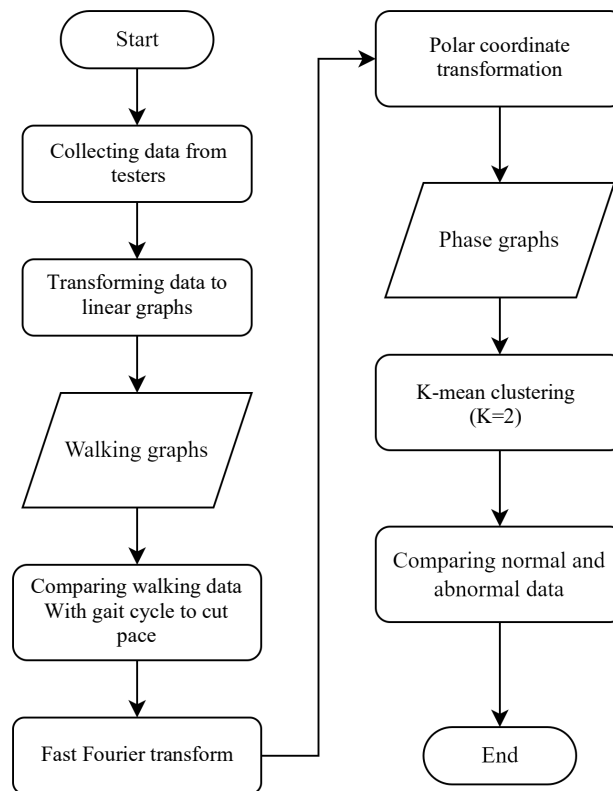 Start
Collecting data from
testers
Transforming data to
linear graphs
Walking graphs
Comparing walking data
With gait cycle to cut
pace
Fast Fourier transform
Polar coordinate
transformation
Phase graphs
K-mean clustering
(K=2)
Comparing normal and
abnormal data
End